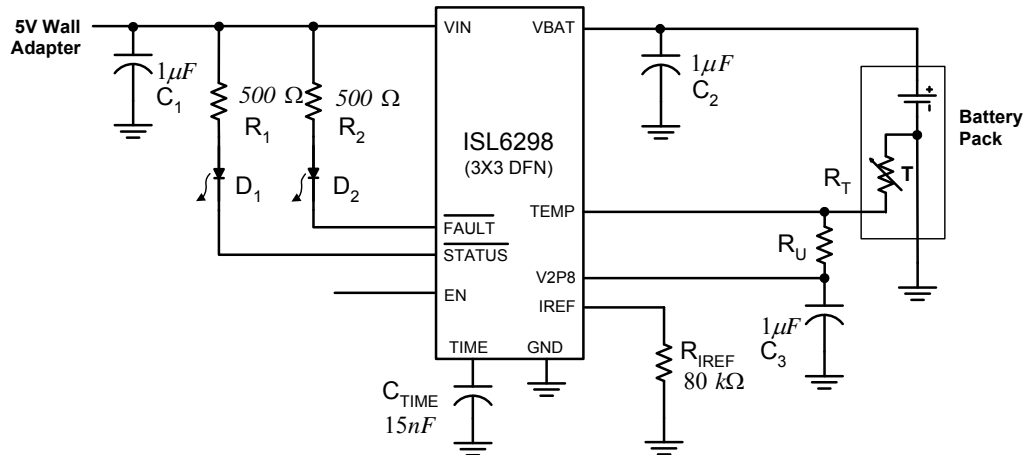 5V Wall
Adapter
1μF
C1
500 Ω
R1
500 Ω
R2
D1
D2
VIN
VBAT
ISL6298
(3X3 DFN)
FAULT
STATUS
EN
TIME
GND
TEMP
V2P8
IREF
CTIME
15nF
RIREF
80 kΩ
1μF
C2
RU
1μF
C3
RT
T
+
Battery
Pack